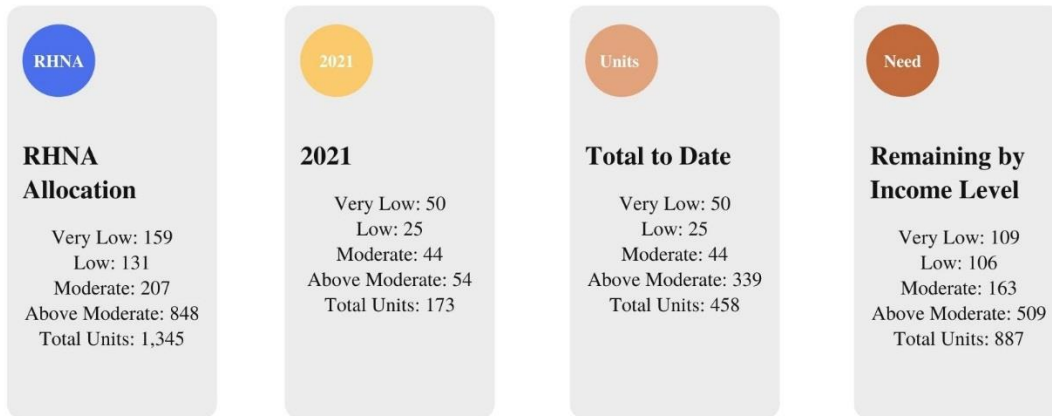 RHNA
RHNA
Allocation
Very Low: 159
Low: 131
Moderate: 207
Above Moderate: 848
Total Units: 1,345
2021
2021
Very Low: 50
Low: 25
Moderate: 44
Above Moderate: 54
Total Units: 173
Units
Total to Date
Very Low: 50
Low: 25
Moderate: 44
Above Moderate: 339
Total Units: 458
Need
Remaining by
Income Level
Very Low: 109
Low: 106
Moderate: 163
Above Moderate: 509
Total Units: 887